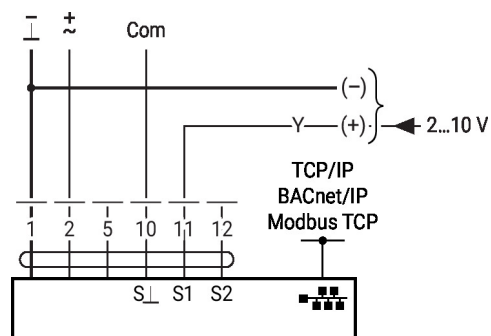 − + Com
⊥ ~
(−)
Y (+) 2...10 V
TCP/IP
BACnet/IP
Modbus TCP
1 2 5 10 11 12
S⊥ S1 S2